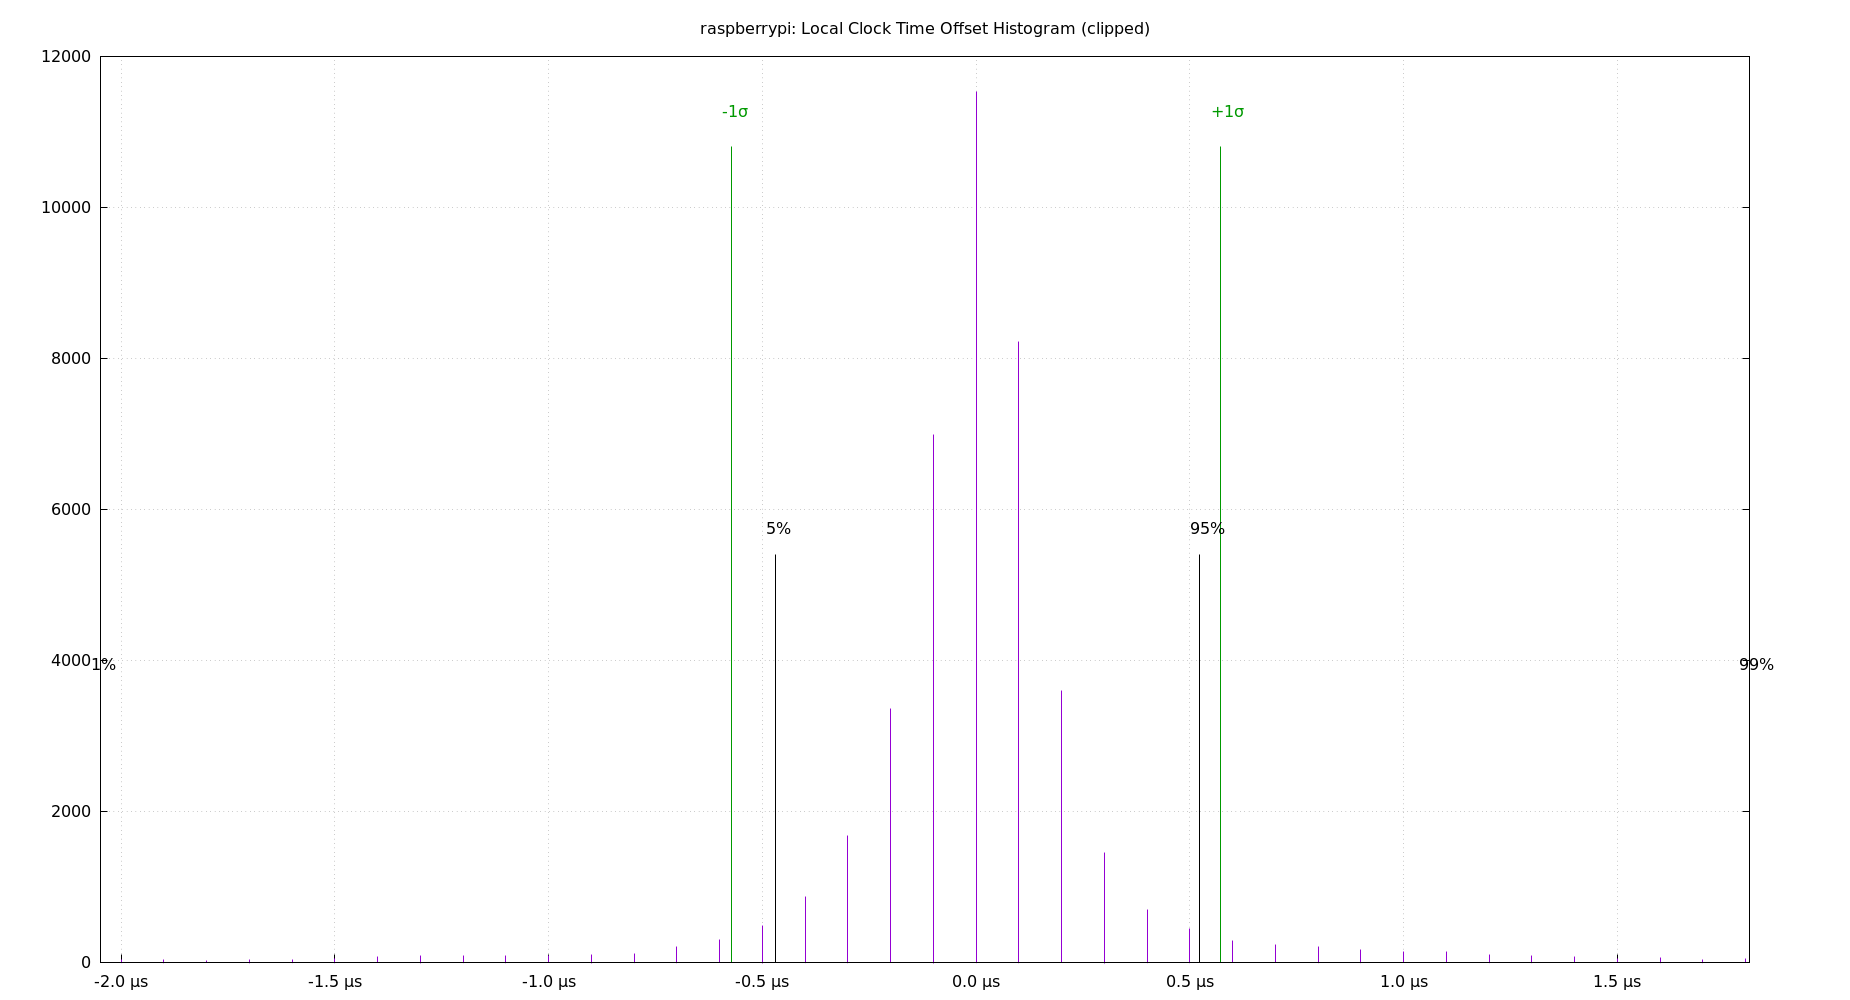 raspberrypi: Local Clock Time Offset Histogram (clipped)
12000
-1σ
+1σ
10000
8000
6000
5%
95%
4000
1%
99%
2000
0
-2.0 µs
-1.5 µs
-1.0 µs
-0.5 µs
0.0 µs
0.5 µs
1.0 µs
1.5 µs